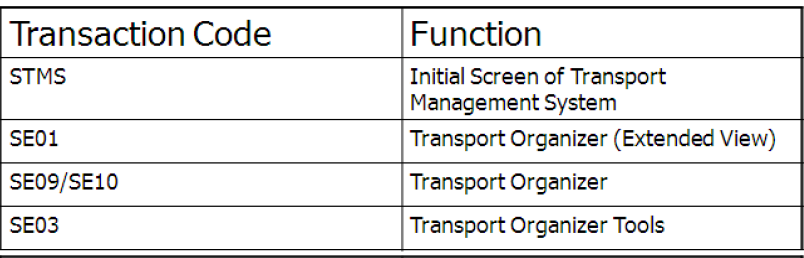 Transaction Code Function
STMS Initial Screen of Transport
Management System
SE01 Transport Organizer (Extended View)
SE09/SE10 Transport Organizer
SE03 Transport Organizer Tools